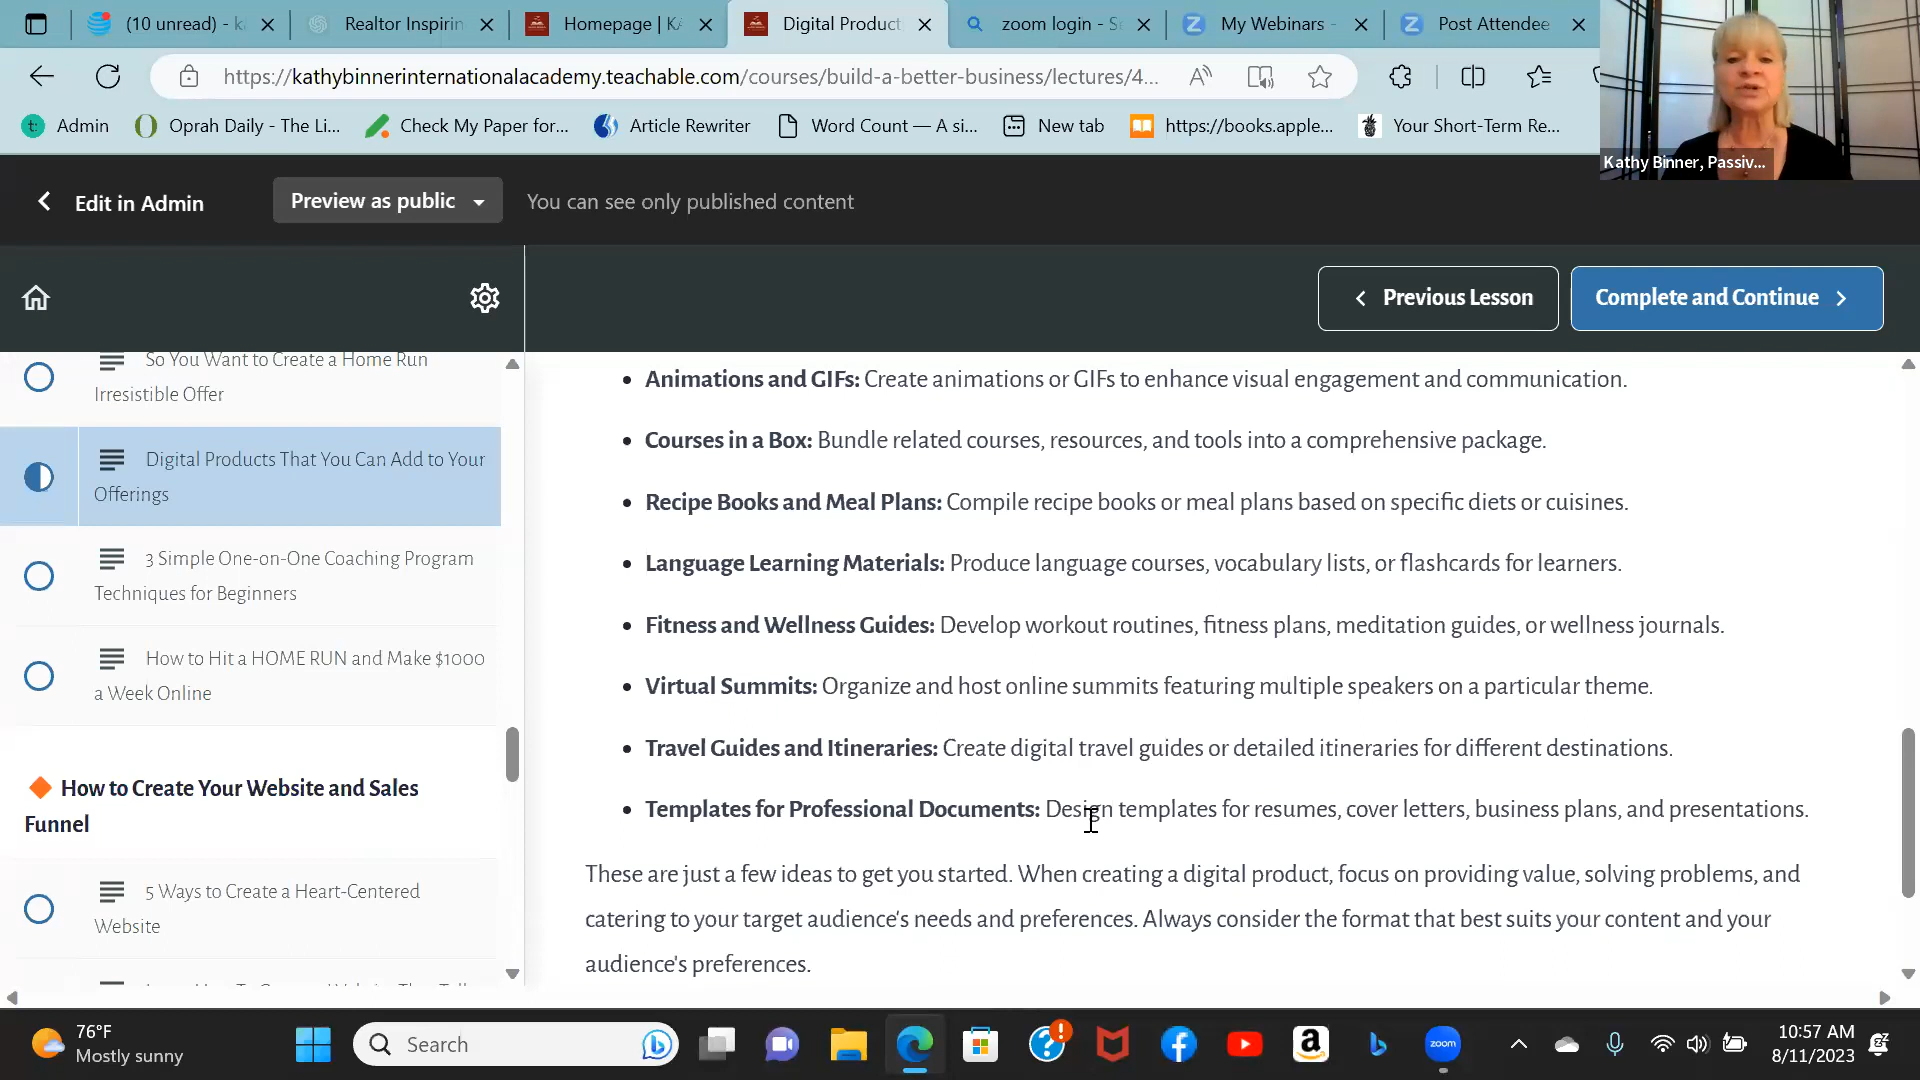 (10 unread) - k
Realtor Inspirin
Homepage | KA
Digital Product
zoom login - Se
My Webinars -
Post Attendee
https://kathybinnerinternationalacademy.teachable.com/courses/build-a-better-business/lectures/4...
Admin
Oprah Daily - The Li...
Check My Paper for...
Article Rewriter
Word Count — A si...
New tab
https://books.apple...
Your Short-Term Re...
Kathy Binner, Passiv...
Edit in Admin
Preview as public
You can see only published content
Previous Lesson
Complete and Continue
So You Want to Create a Home Run
Irresistible Offer
Digital Products That You Can Add to Your
Offerings
3 Simple One-on-One Coaching Program
Techniques for Beginners
How to Hit a HOME RUN and Make $1000
a Week Online
How to Create Your Website and Sales
Funnel
5 Ways to Create a Heart-Centered
Website
• Animations and GIFs: Create animations or GIFs to enhance visual engagement and communication.
• Courses in a Box: Bundle related courses, resources, and tools into a comprehensive package.
• Recipe Books and Meal Plans: Compile recipe books or meal plans based on specific diets or cuisines.
• Language Learning Materials: Produce language courses, vocabulary lists, or flashcards for learners.
• Fitness and Wellness Guides: Develop workout routines, fitness plans, meditation guides, or wellness journals.
• Virtual Summits: Organize and host online summits featuring multiple speakers on a particular theme.
• Travel Guides and Itineraries: Create digital travel guides or detailed itineraries for different destinations.
• Templates for Professional Documents: Design templates for resumes, cover letters, business plans, and presentations.
These are just a few ideas to get you started. When creating a digital product, focus on providing value, solving problems, and
catering to your target audience's needs and preferences. Always consider the format that best suits your content and your
audience's preferences.
76°F
Mostly sunny
Search
zoom
10:57 AM
8/11/2023